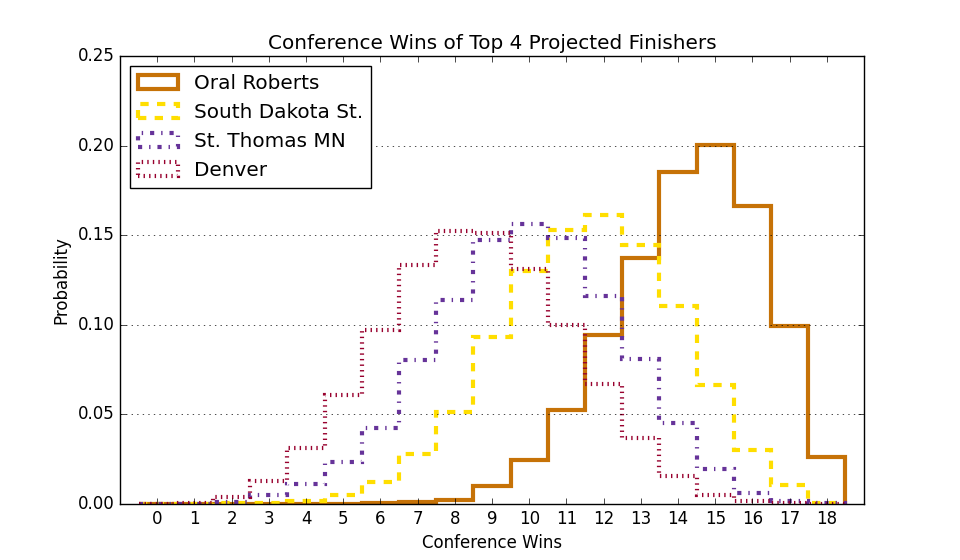 Conference Wins of Top 4 Projected Finishers
0.25
0.20
0.15
0.10
0.05
0.00
Probability
Oral Roberts
South Dakota St.
St. Thomas MN
Denver
0 1 2 3 4 5 6 7 8 9 10 11 12 13 14 15 16 17 18
Conference Wins